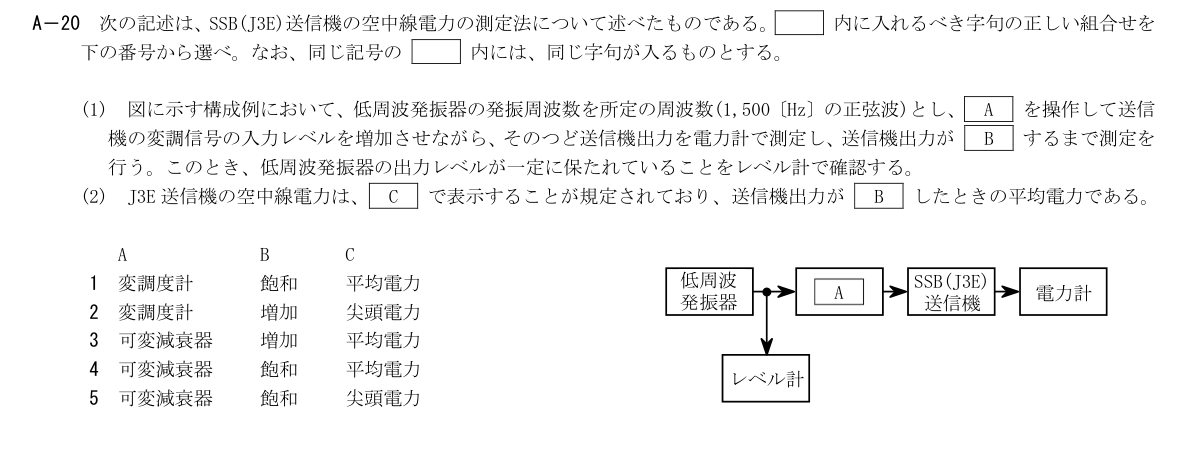 A－20 次の記述は、SSB(J3E)送信機の空中線電力の測定法について述べたものである。 内に入れるべき字句の正しい組合せを
下の番号から選べ。なお、同じ記号の 内には、同じ字句が入るものとする。
(1) 図に示す構成例において、低周波発振器の発振周波数を所定の周波数(1,500〔Hz〕の正弦波)とし、 A を操作して送信
機の変調信号の入力レベルを増加させながら、そのつど送信機出力を電力計で測定し、送信機出力が B するまで測定を
行う。このとき、低周波発振器の出力レベルが一定に保たれていることをレベル計で確認する。
(2) J3E 送信機の空中線電力は、 C で表示することが規定されており、送信機出力が B したときの平均電力である。
A B C
1 変調度計 飽和 平均電力
2 変調度計 増加 尖頭電力
3 可変減衰器 増加 平均電力
4 可変減衰器 飽和 平均電力
5 可変減衰器 飽和 尖頭電力
低周波
発振器
A
SSB(J3E)
送信機
電力計
レベル計